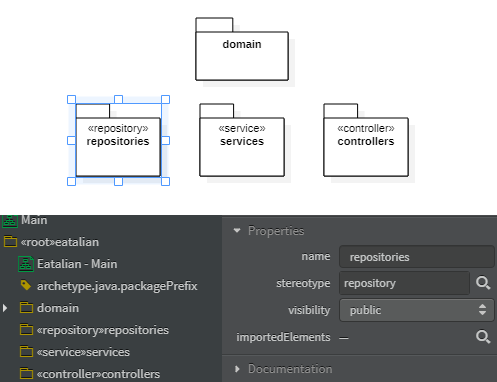 domain
«repository»
repositories
«service»
services
«controller»
controllers
Main
«root»eatalian
Eatalian - Main
archetype.java.packagePrefix
domain
«repository»repositories
«service»services
«controller»controllers
Properties
name repositories
stereotype repository
visibility public
importedElements —
Documentation